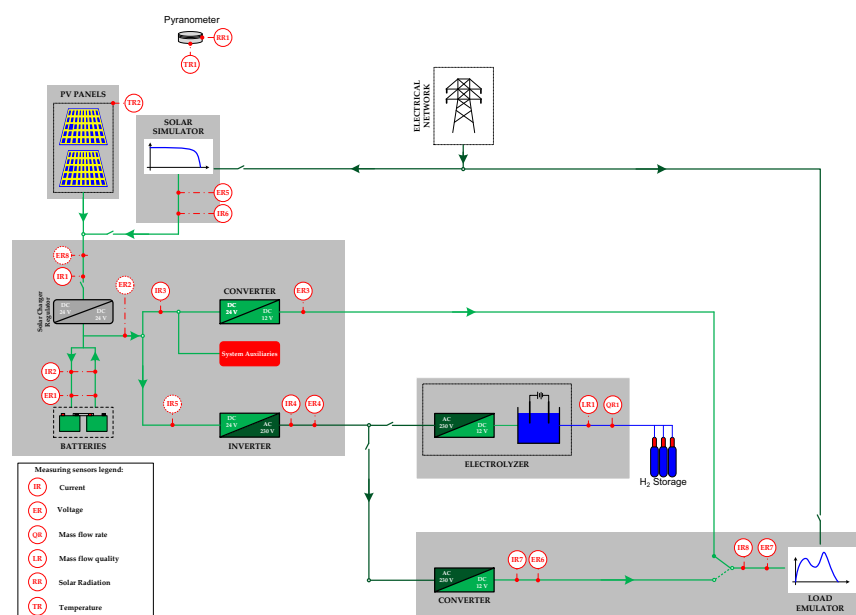 Pyranometer
RR1
TR1
PV PANELS
TR2
SOLAR
SIMULATOR
ELECTRICAL
NETWORK
ER5
IR6
ER8
IR1
ER2
IR3
CONVERTER
ER3
Solar Charger
Regulator
DC
24 V
DC
24 V
DC
24 V
DC
12 V
System Auxiliaries
IR2
ER1
BATTERIES
IR5
DC
24 V
AC
230 V
INVERTER
IR4
ER4
AC
230 V
DC
12 V
ELECTROLYZER
LR1
QR1
H2 Storage
Measuring sensors legend:
IR Current
ER Voltage
QR Mass flow rate
LR Mass flow quality
RR Solar Radiation
TR Temperature
AC
230 V
DC
12 V
CONVERTER
IR7
ER6
IR8
ER7
LOAD
EMULATOR